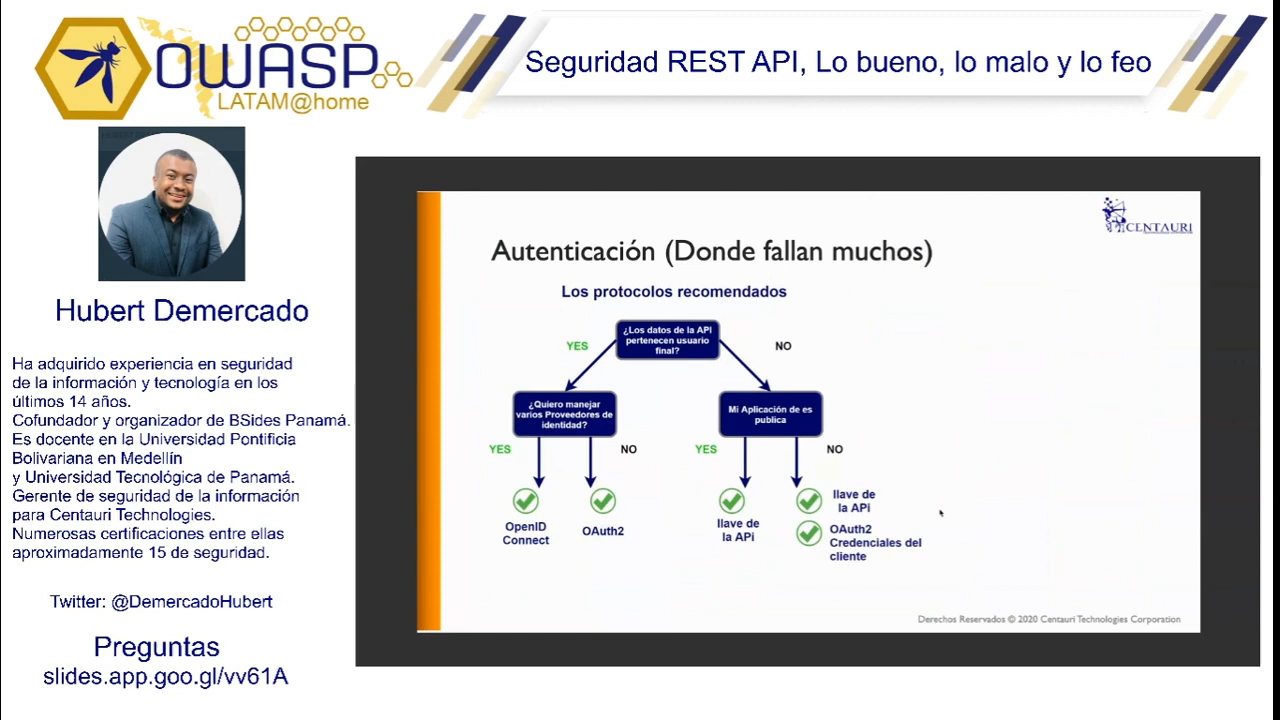 OWASP
LATAM@home
Seguridad REST API, Lo bueno, lo malo y lo feo
Hubert Demercado
Ha adquirido experiencia en seguridad
de la información y tecnología en los
últimos 14 años.
Cofundador y organizador de BSides Panamá.
Es docente en la Universidad Pontificia
Bolivariana en Medellín
y Universidad Tecnológica de Panamá.
Gerente de seguridad de la información
para Centauri Technologies.
Numerosas certificaciones entre ellas
aproximadamente 15 de seguridad.
Twitter: @DemercadoHubert
Preguntas
slides.app.goo.gl/vv61A
CENTAURI
Autenticación (Donde fallan muchos)
Los protocolos recomendados
¿Los datos de la API
pertenecen usuario
final?
YES
NO
¿Quiero manejar
varios Proveedores de
identidad?
Mi Aplicación de es
publica
YES
NO
YES
NO
OpenID
Connect
OAuth2
llave de
la APi
llave de
la APi
OAuth2
Credenciales del
cliente
Derechos Reservados © 2020 Centauri Technologies Corporation